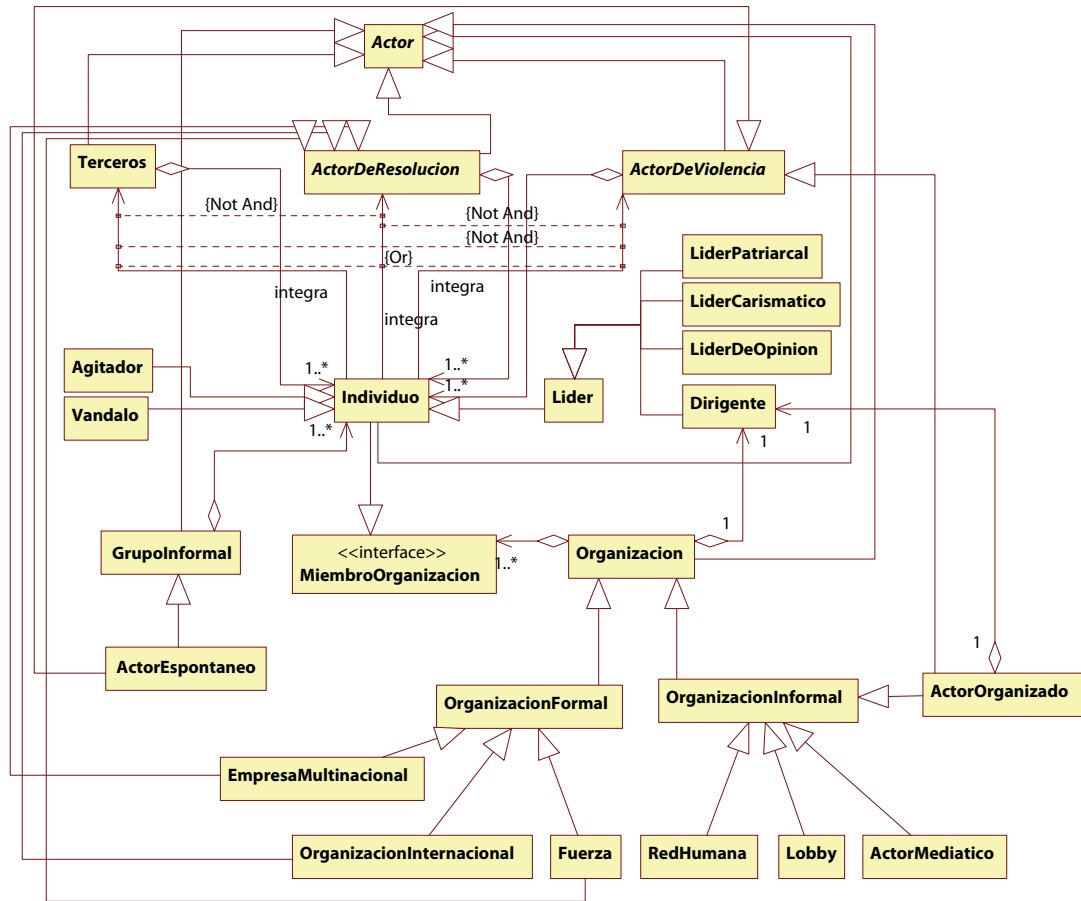 Actor
Terceros
ActorDeResolucion
ActorDeViolencia
{Not And}
{Not And}
{Not And}
{Or}
integra
integra
integra
LiderPatriarcal
LiderCarismatico
LiderDeOpinion
Agitador
1..*
1..*
1..*
Individuo
Lider
Dirigente
Vandalo
1..*
1
1
1
GrupoInformal
<<interface>>
MiembroOrganizacion
1..*
Organizacion
1
ActorEspontaneo
OrganizacionFormal
OrganizacionInformal
ActorOrganizado
EmpresaMultinacional
OrganizacionInternacional
Fuerza
RedHumana
Lobby
ActorMediatico